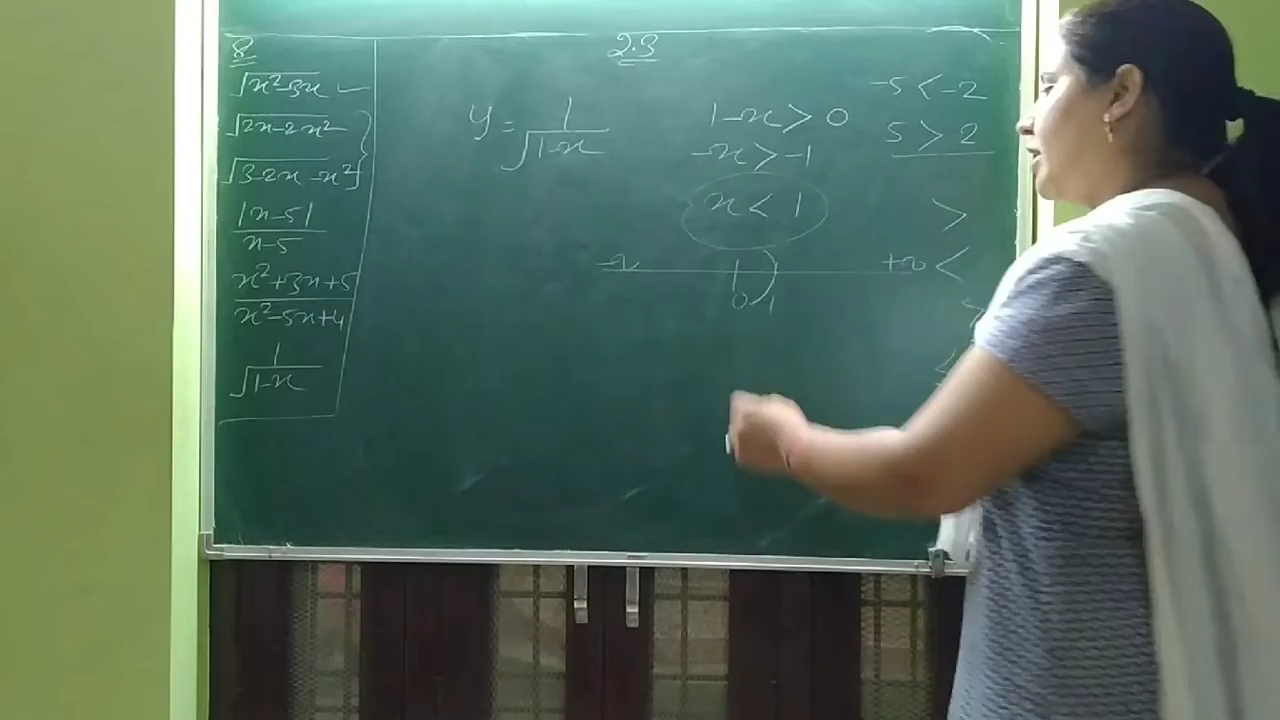 8
√x²-3x
√2x-2x²
√3-2x-x²
|x-5|
x-5
x²+3x+5
x²-5x+4
1
√1-x
2.3
y = 1
√1-x
1-x > 0
-x > -1
x < 1
-∞ +∞
0 1
-5 < -2
5 > 2
>
<
>
<